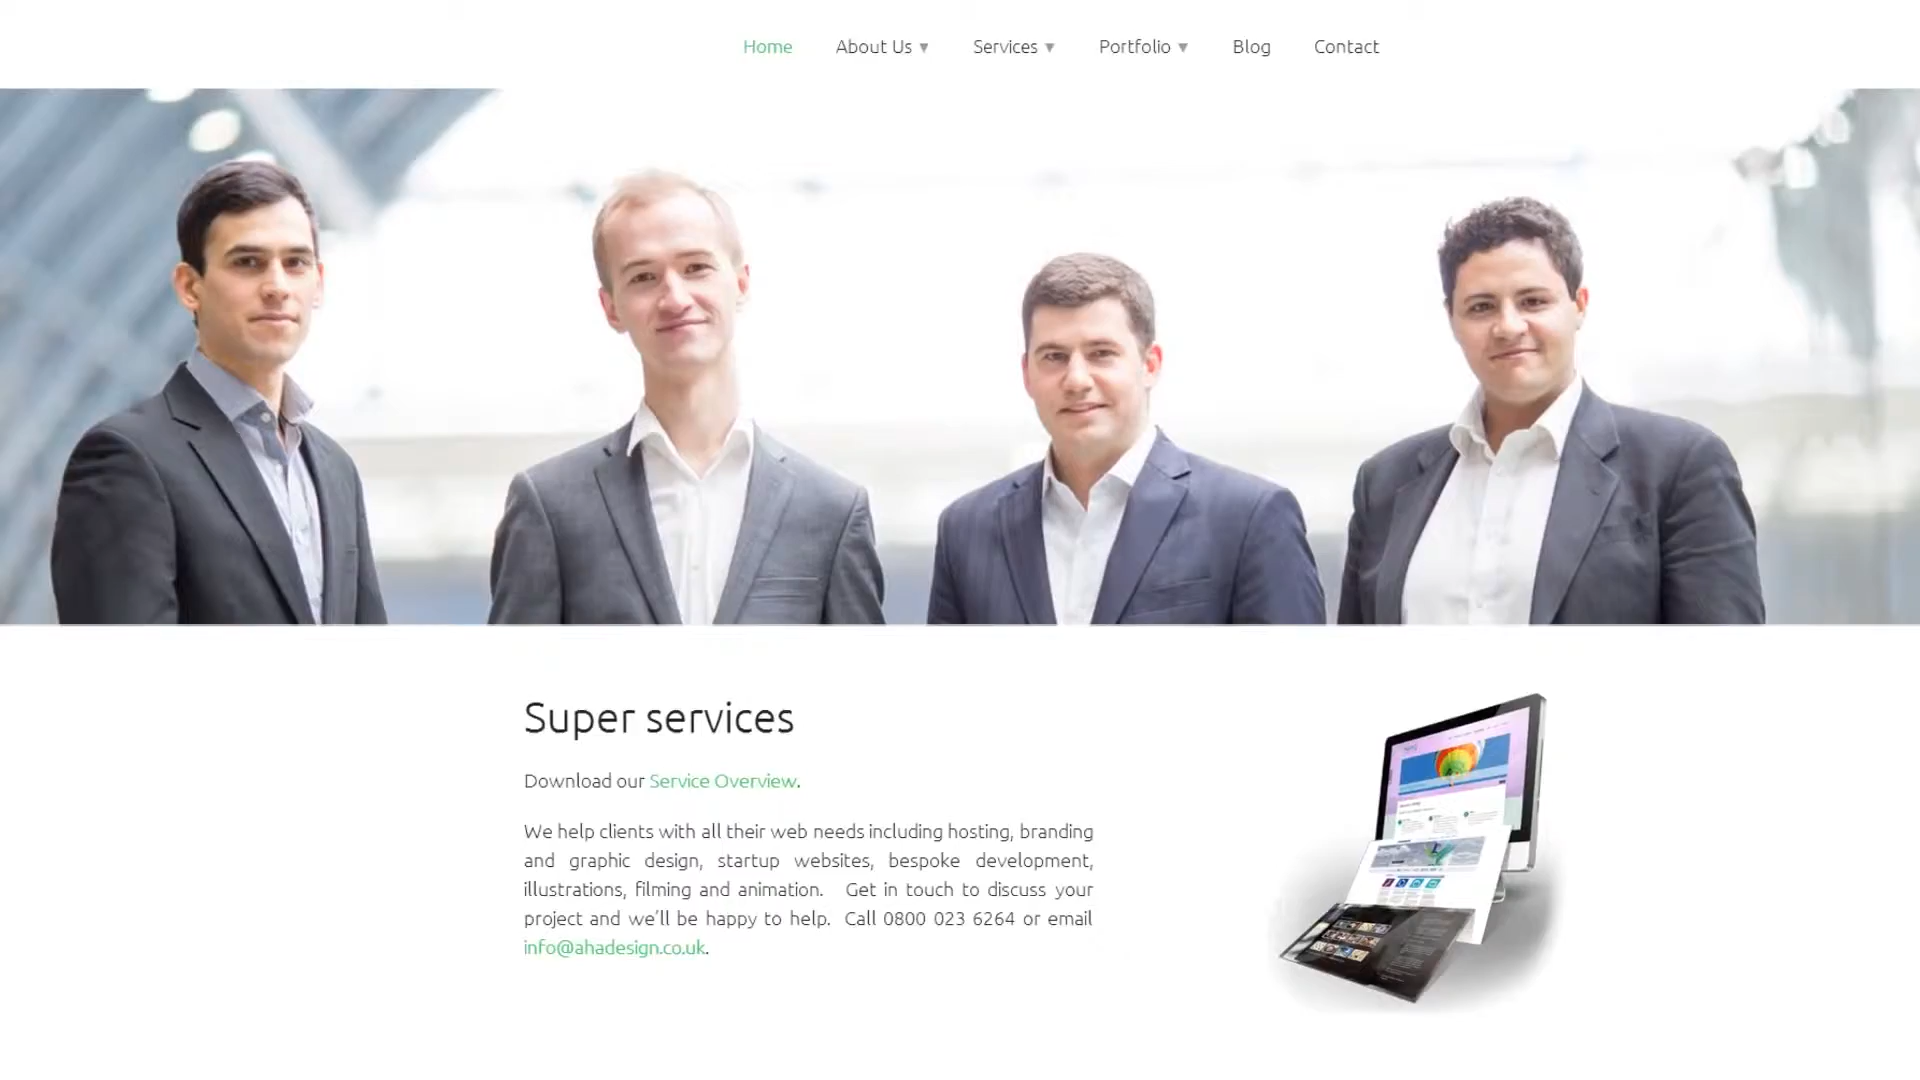 Home
About Us ▾
Services ▾
Portfolio ▾
Blog
Contact
Super services
Download our Service Overview.
We help clients with all their web needs including hosting, branding
and graphic design, startup websites, bespoke development,
illustrations, filming and animation. Get in touch to discuss your
project and we'll be happy to help. Call 0800 023 6264 or email
info@ahadesign.co.uk.